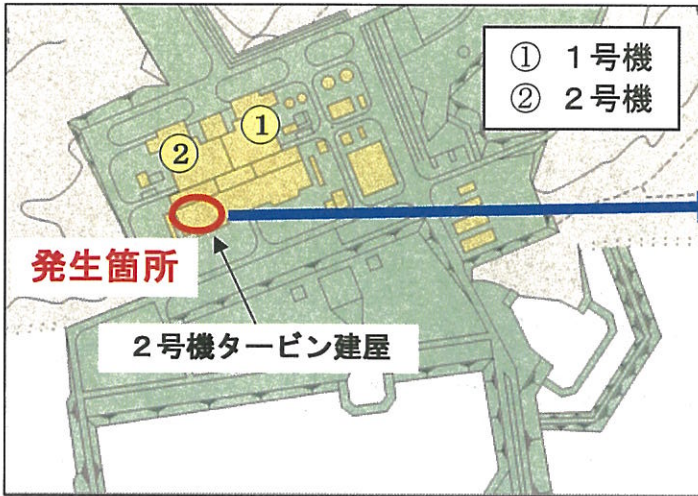 ① 1号機
② 2号機
①
②
発生箇所
2号機タービン建屋